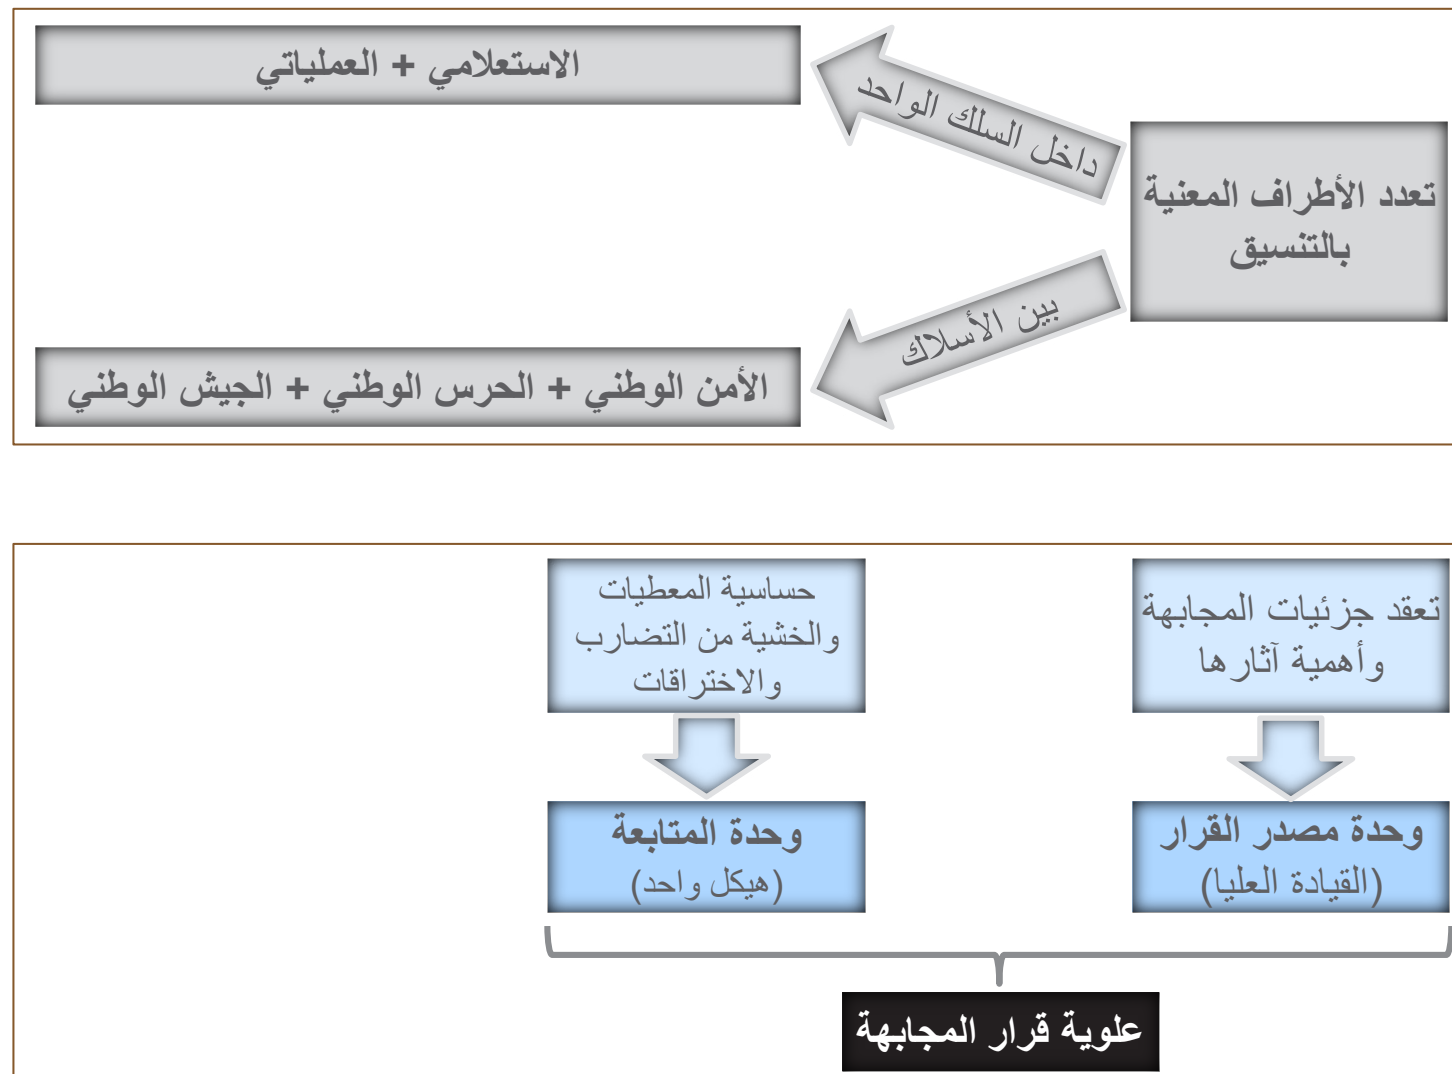 تعدد الأطراف المعنية
بالتنسيق
داخل السلك الواحد
الاستعلامي + العملياتي
بين الأسلاك
الأمن الوطني + الحرس الوطني + الجيش الوطني
تعقد جزئيات المجابهة
وأهمية آثارها
حساسية المعطيات
والخشية من التضارب
والاختراقات
وحدة مصدر القرار
(القيادة العليا)
وحدة المتابعة
(هيكل واحد)
علوية قرار المجابهة